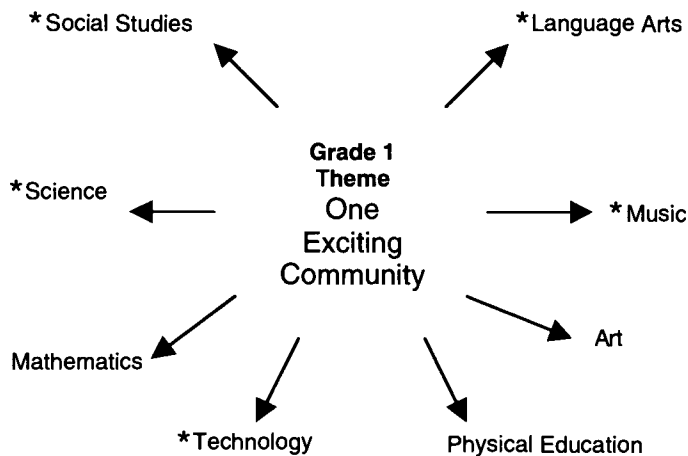 *Social Studies
*Language Arts
Grade 1
Theme
One
Exciting
Community
*Science
*Music
Mathematics
Art
*Technology
Physical Education